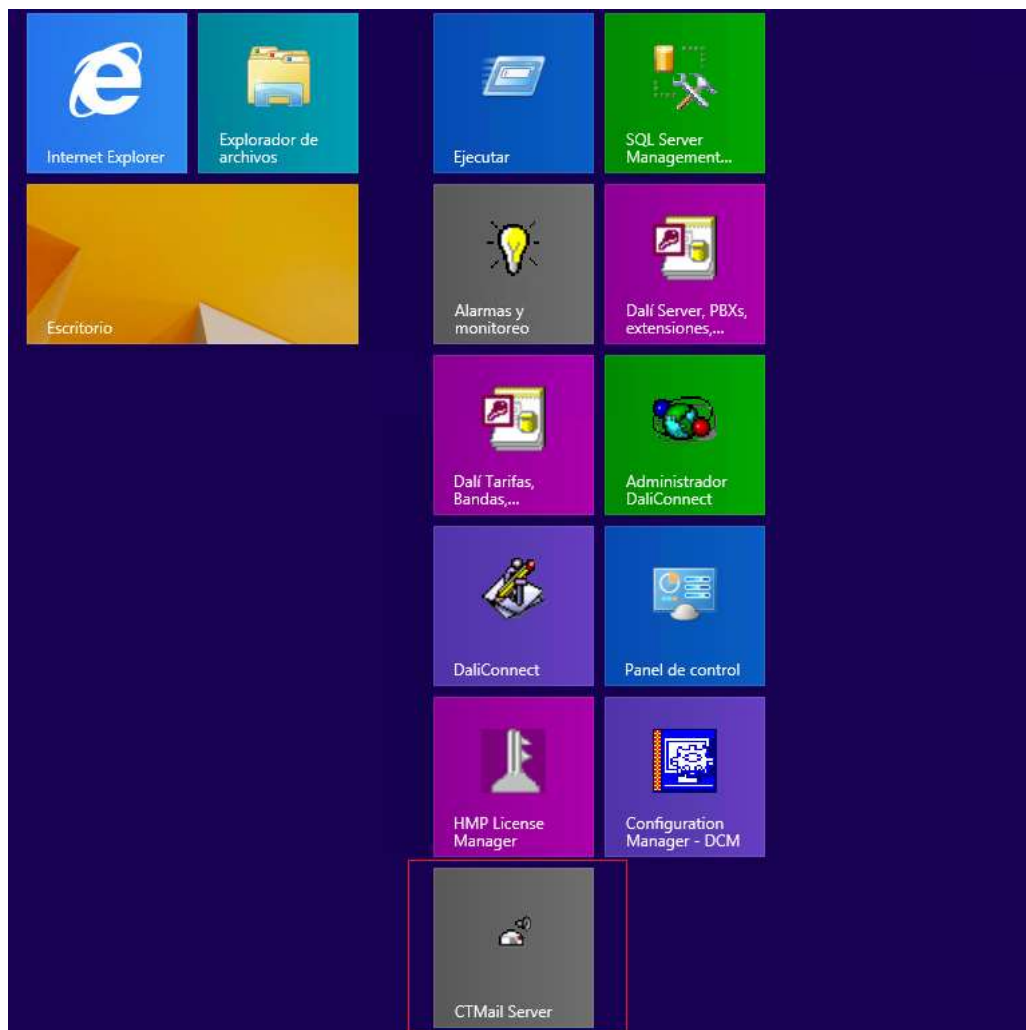 Internet Explorer
Explorador de
archivos
Ejecutar
SQL Server
Management...
Escritorio
Alarmas y
monitoreo
Dalí Server, PBXs,
extensiones,...
Dalí Tarifas,
Bandas,...
Administrador
DaliConnect
DaliConnect
Panel de control
HMP License
Manager
Configuration
Manager - DCM
CTMail Server